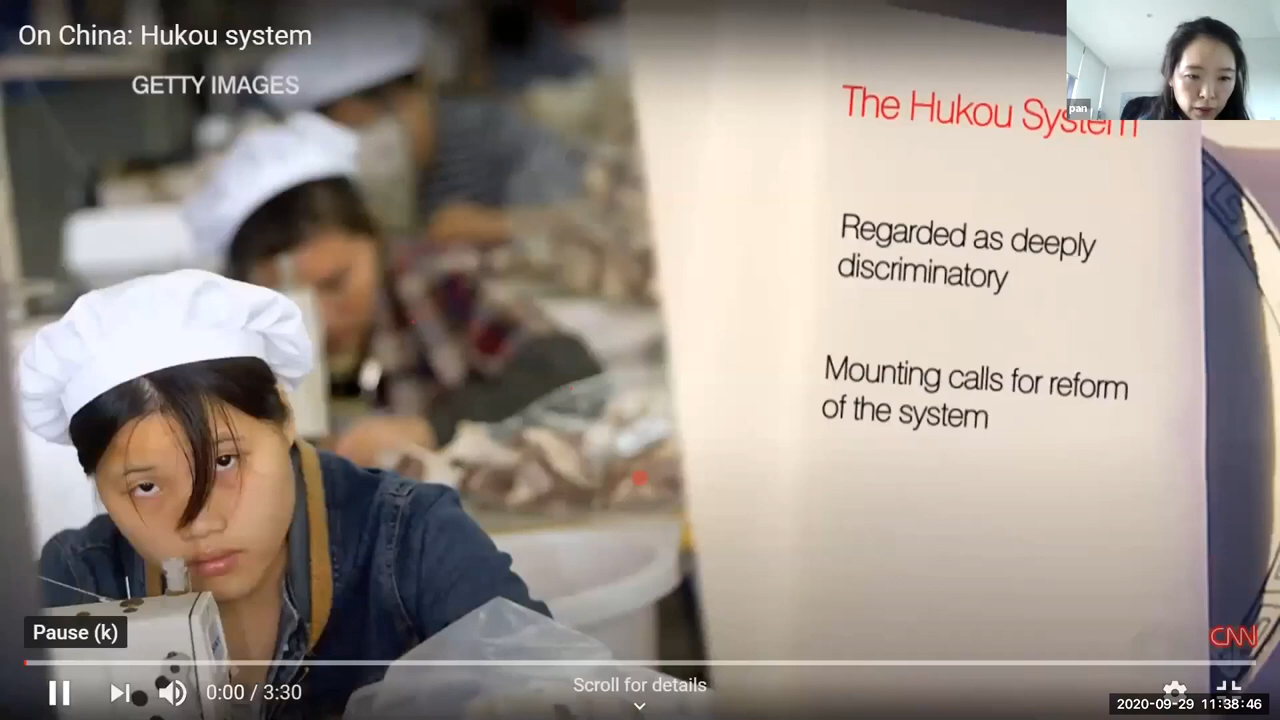 On China: Hukou system
GETTY IMAGES
pan
The Hukou System
Regarded as deeply
discriminatory
Mounting calls for reform
of the system
CNN
Pause (k)
0:00 / 3:30
Scroll for details
2020-09-29 11:38:46